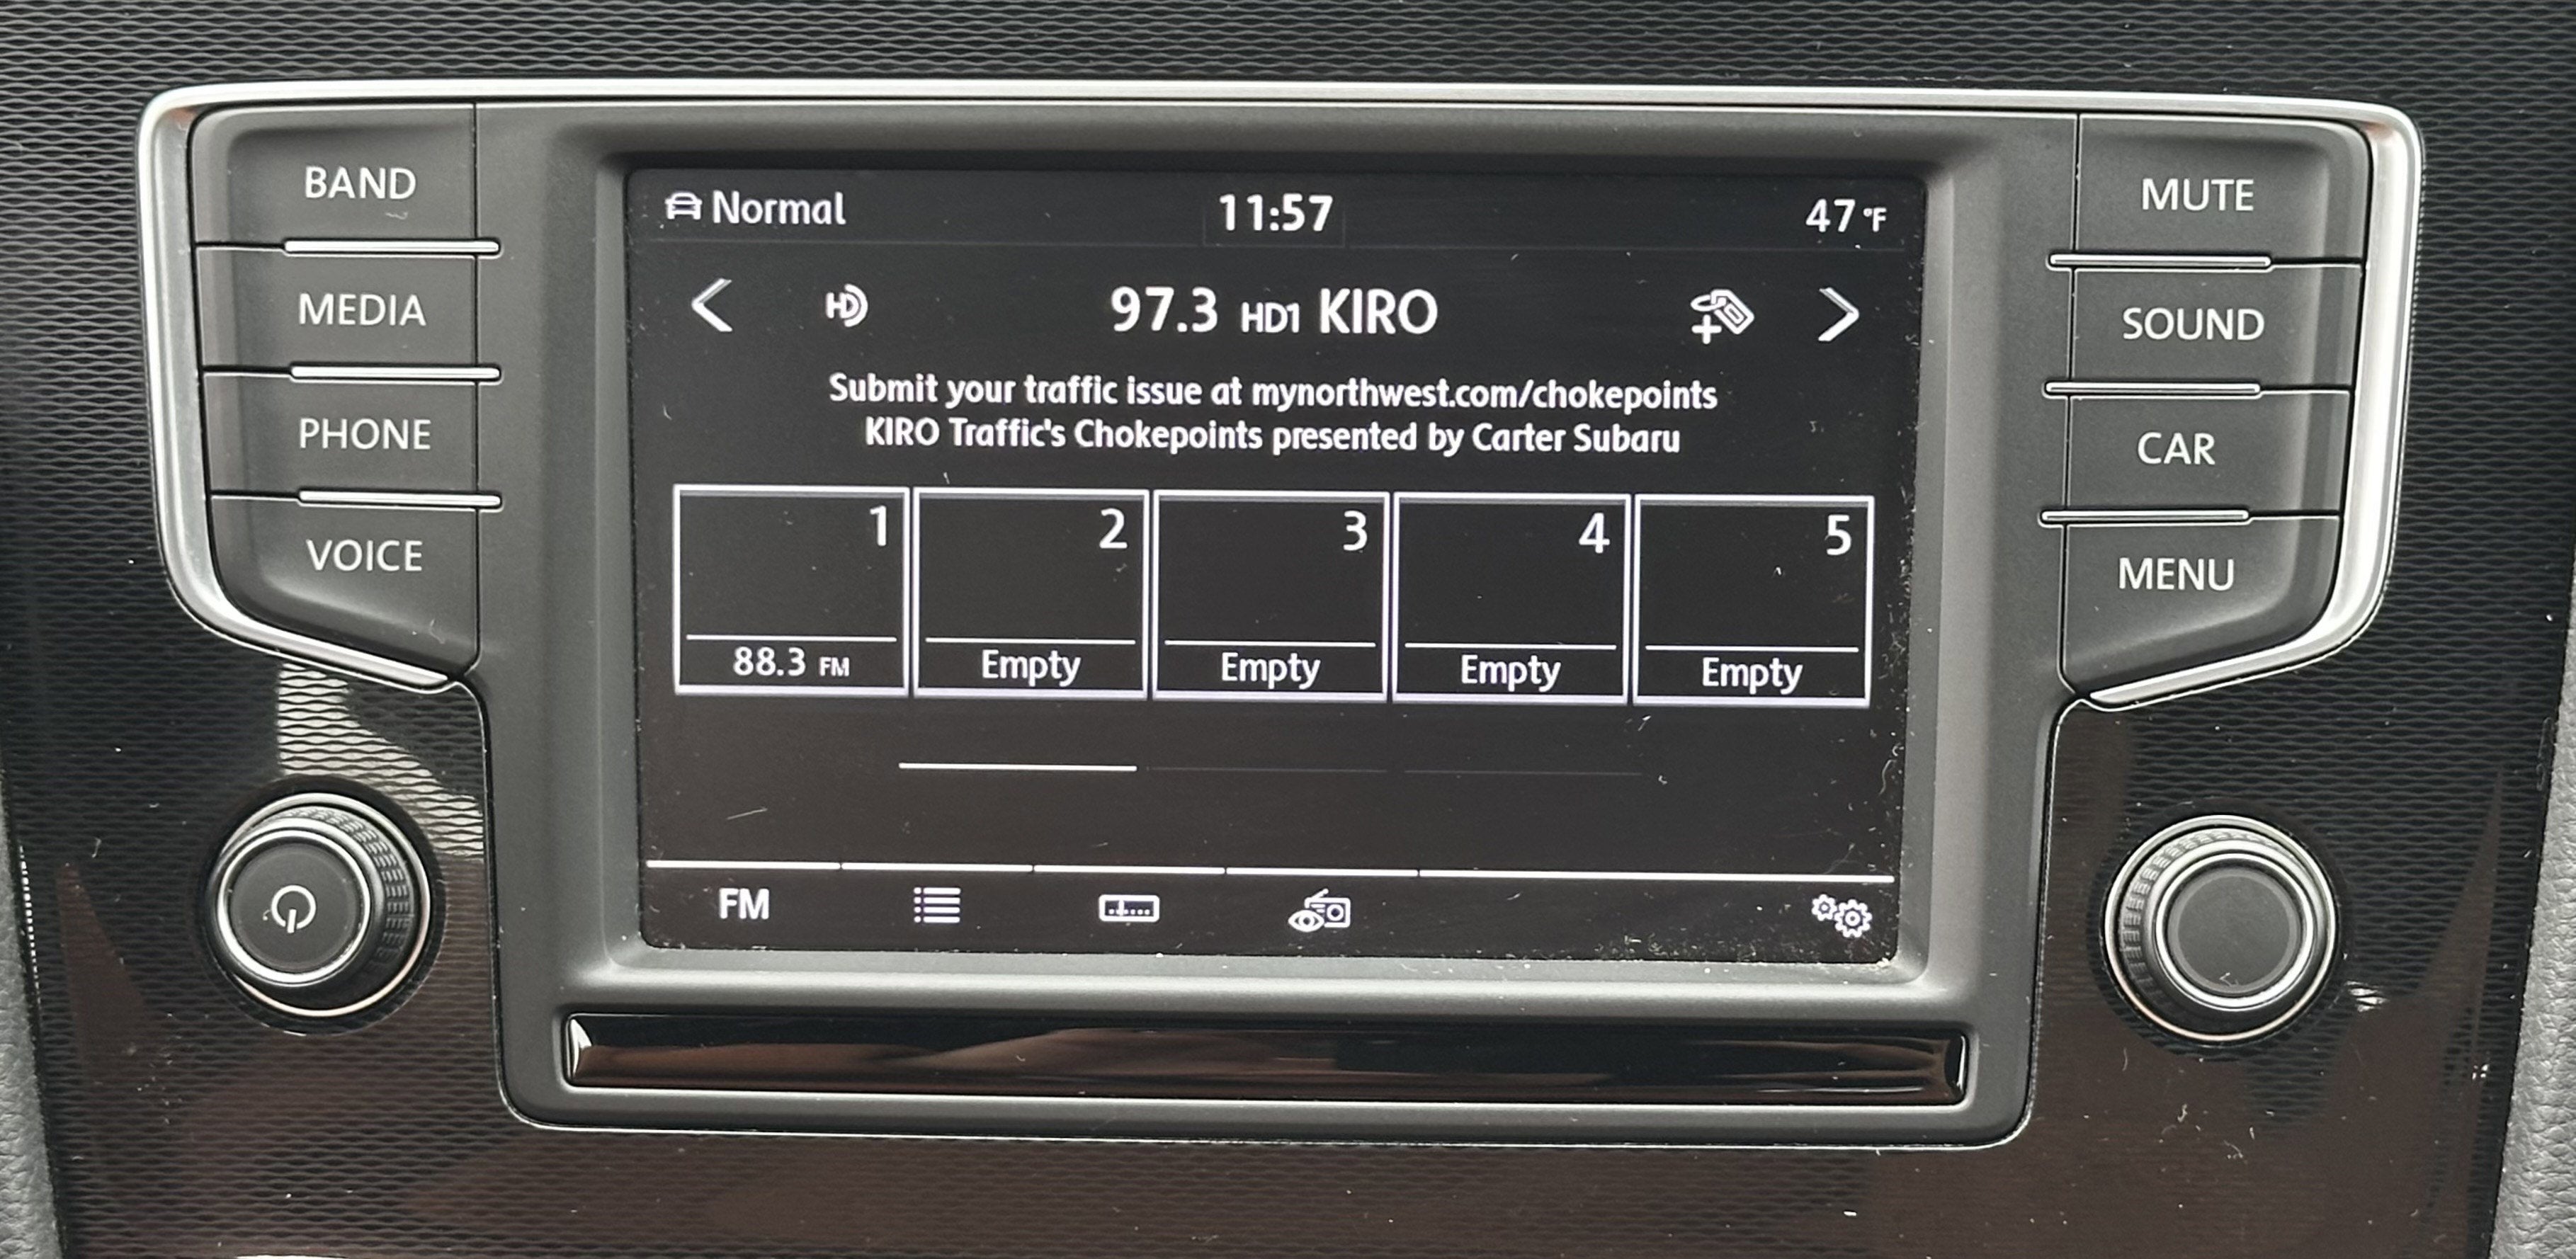 BAND
MEDIA
PHONE
VOICE
Normal 11:57 47 °F
HD 97.3 HD1 KIRO
Submit your traffic issue at mynorthwest.com/chokepoints
KIRO Traffic's Chokepoints presented by Carter Subaru
1 2 3 4 5
88.3 FM Empty Empty Empty Empty
FM
MUTE
SOUND
CAR
MENU